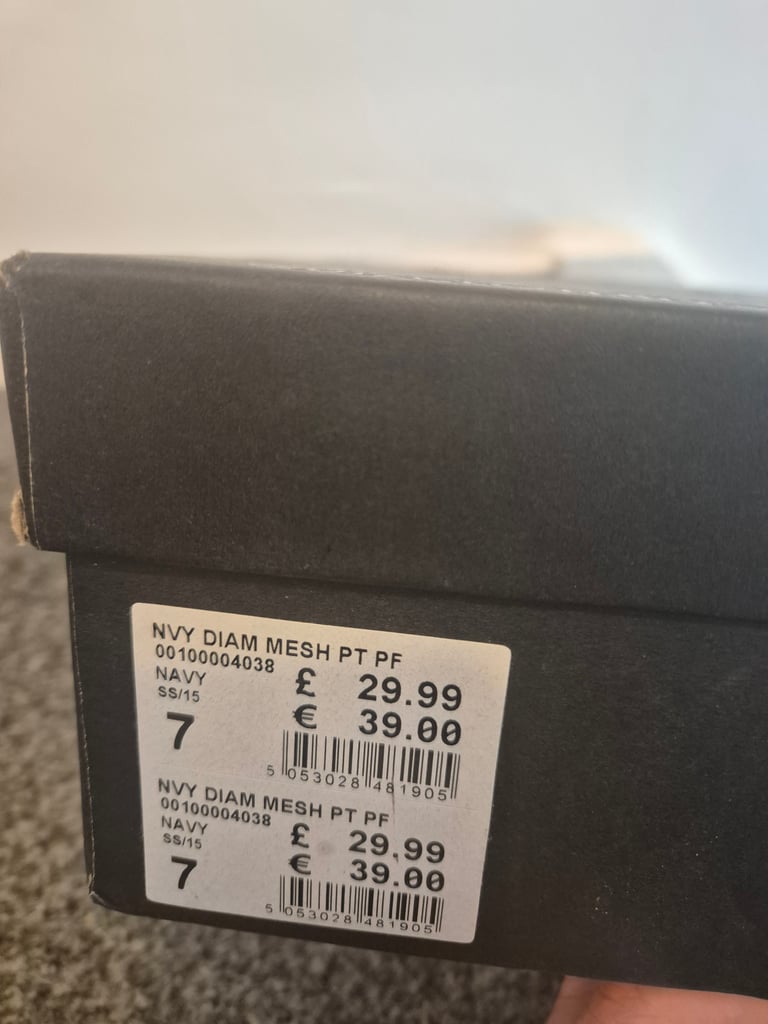 NVY DIAM MESH PT PF
00100004038
NAVY
SS/15
£ 29.99
€ 39.00
7
5 053028 481905
NVY DIAM MESH PT PF
00100004038
NAVY
SS/15
£ 29.99
€ 39.00
7
5 053028 481905